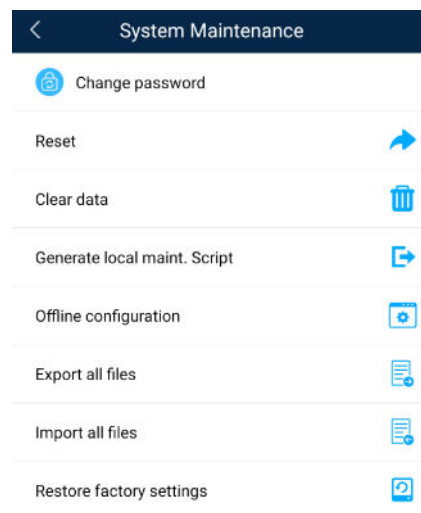 System Maintenance
Change password
Reset
Clear data
Generate local maint. Script
Offline configuration
Export all files
Import all files
Restore factory settings